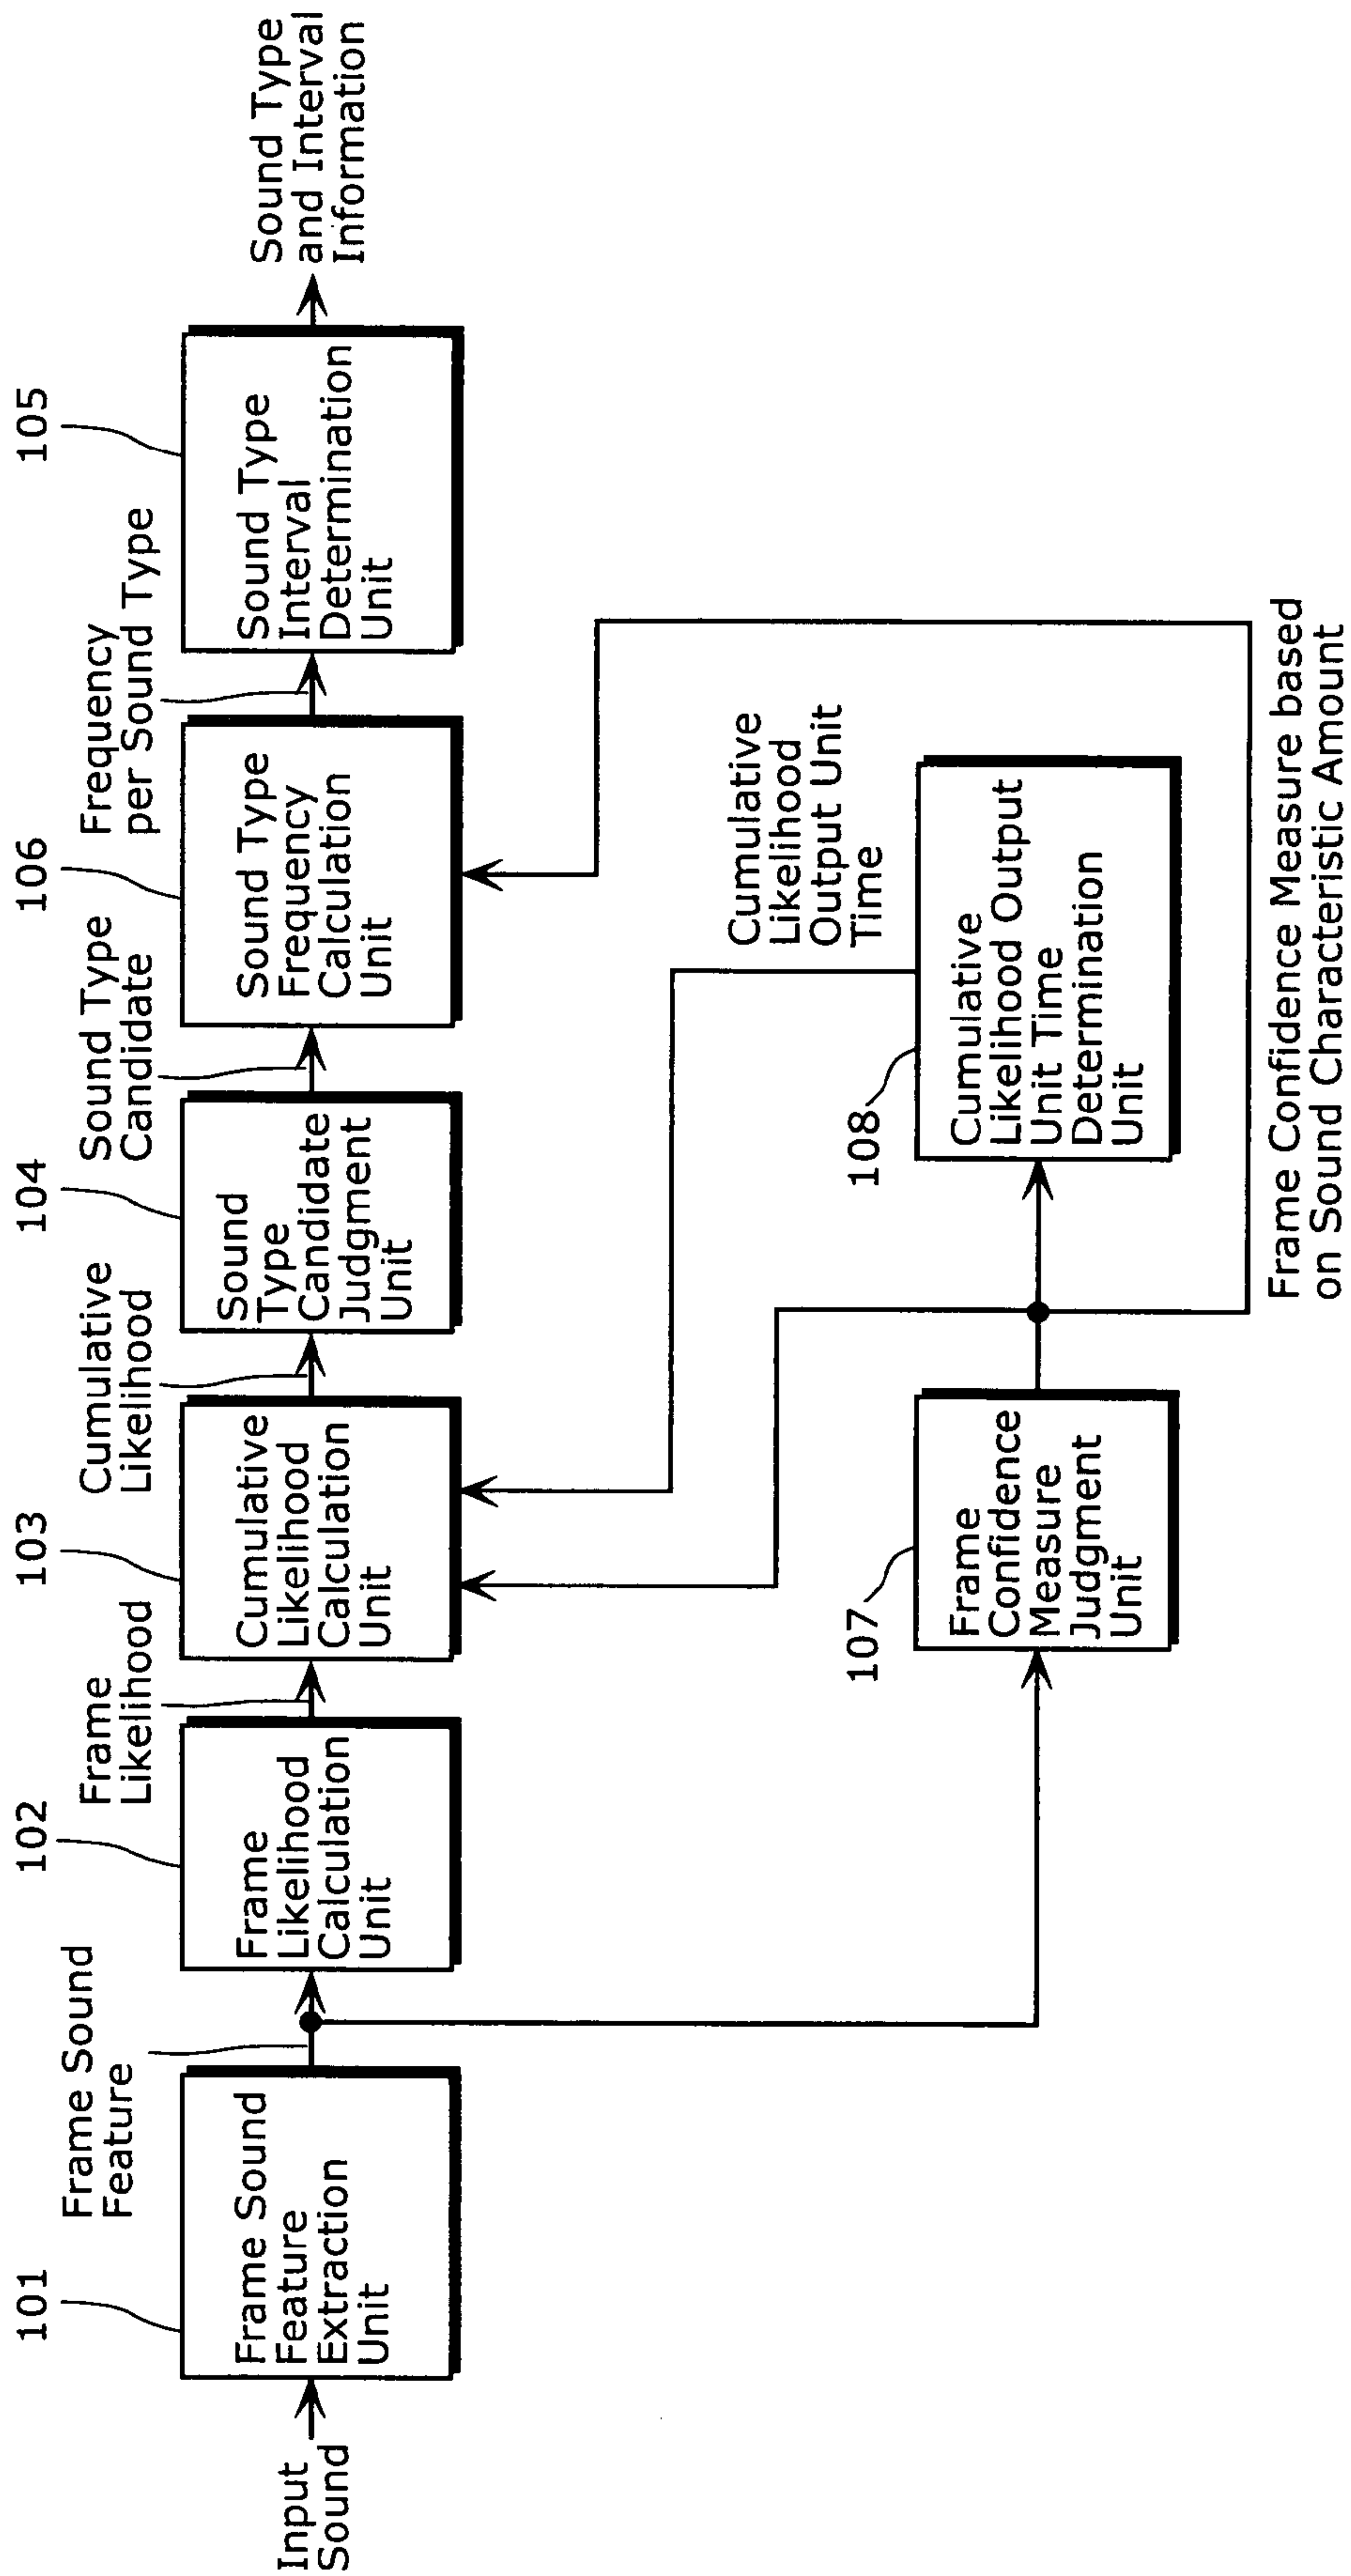 Input
Sound
101
Frame Sound
Feature
Extraction
Unit
Frame Sound
Feature
102
Frame
Likelihood
Calculation
Unit
Frame
Likelihood
103
Cumulative
Likelihood
Calculation
Unit
Cumulative
Likelihood
104
Sound
Type
Candidate
Judgment
Unit
Sound Type
Candidate
106
Sound Type
Frequency
Calculation
Unit
Frequency
per Sound Type
105
Sound Type
Interval
Determination
Unit
Sound Type
and Interval
Information
107
Frame
Confidence
Measure
Judgment
Unit
108
Cumulative
Likelihood Output
Unit Time
Determination
Unit
Cumulative
Likelihood
Output Unit
Time
Frame Confidence Measure based
on Sound Characteristic Amount